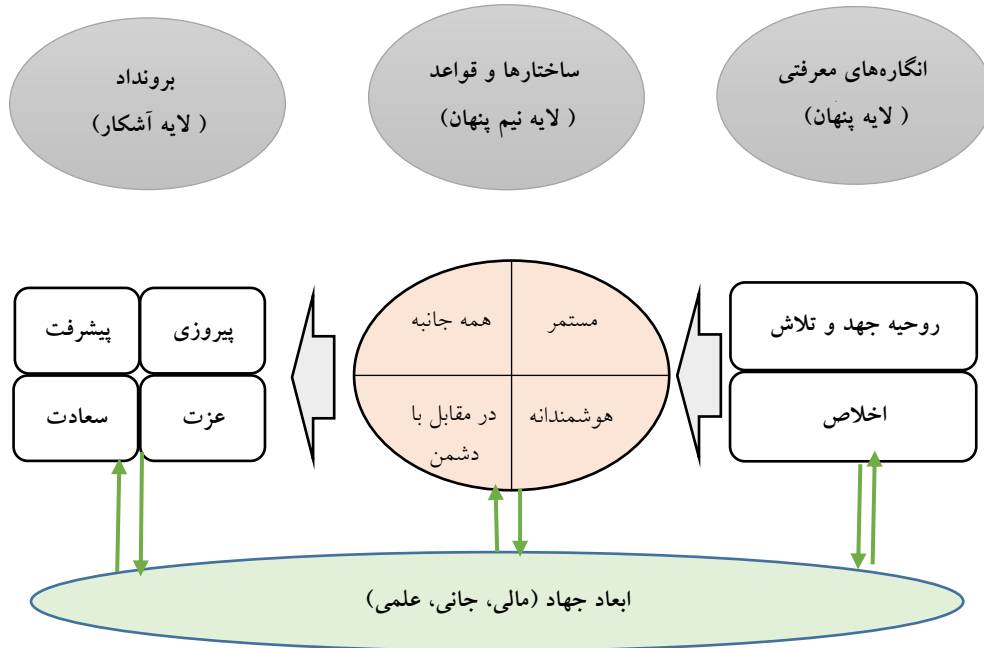 انگاره‌های معرفتی
( لایه پنهان)
ساختارها و قواعد
( لایه نیم پنهان)
برونداد
( لایه آشکار)
روحیه جهد و تلاش
اخلاص
مستمر
همه جانبه
هوشمندانه
در مقابل با
دشمن
پیروزی
پیشرفت
عزت
سعادت
ابعاد جهاد (مالی، جانی، علمی)